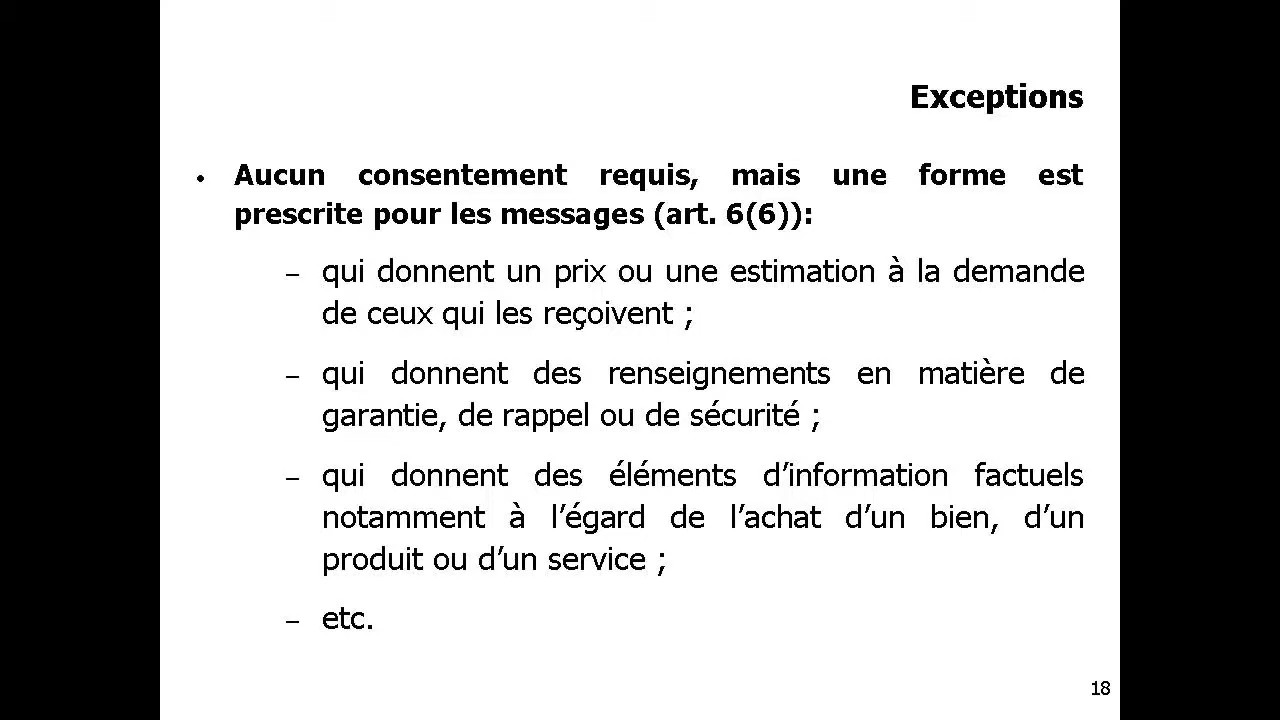 Exceptions
• Aucun consentement requis, mais une forme est
prescrite pour les messages (art. 6(6)):
– qui donnent un prix ou une estimation à la demande
de ceux qui les reçoivent ;
– qui donnent des renseignements en matière de
garantie, de rappel ou de sécurité ;
– qui donnent des éléments d’information factuels
notamment à l’égard de l’achat d’un bien, d’un
produit ou d’un service ;
– etc.
18